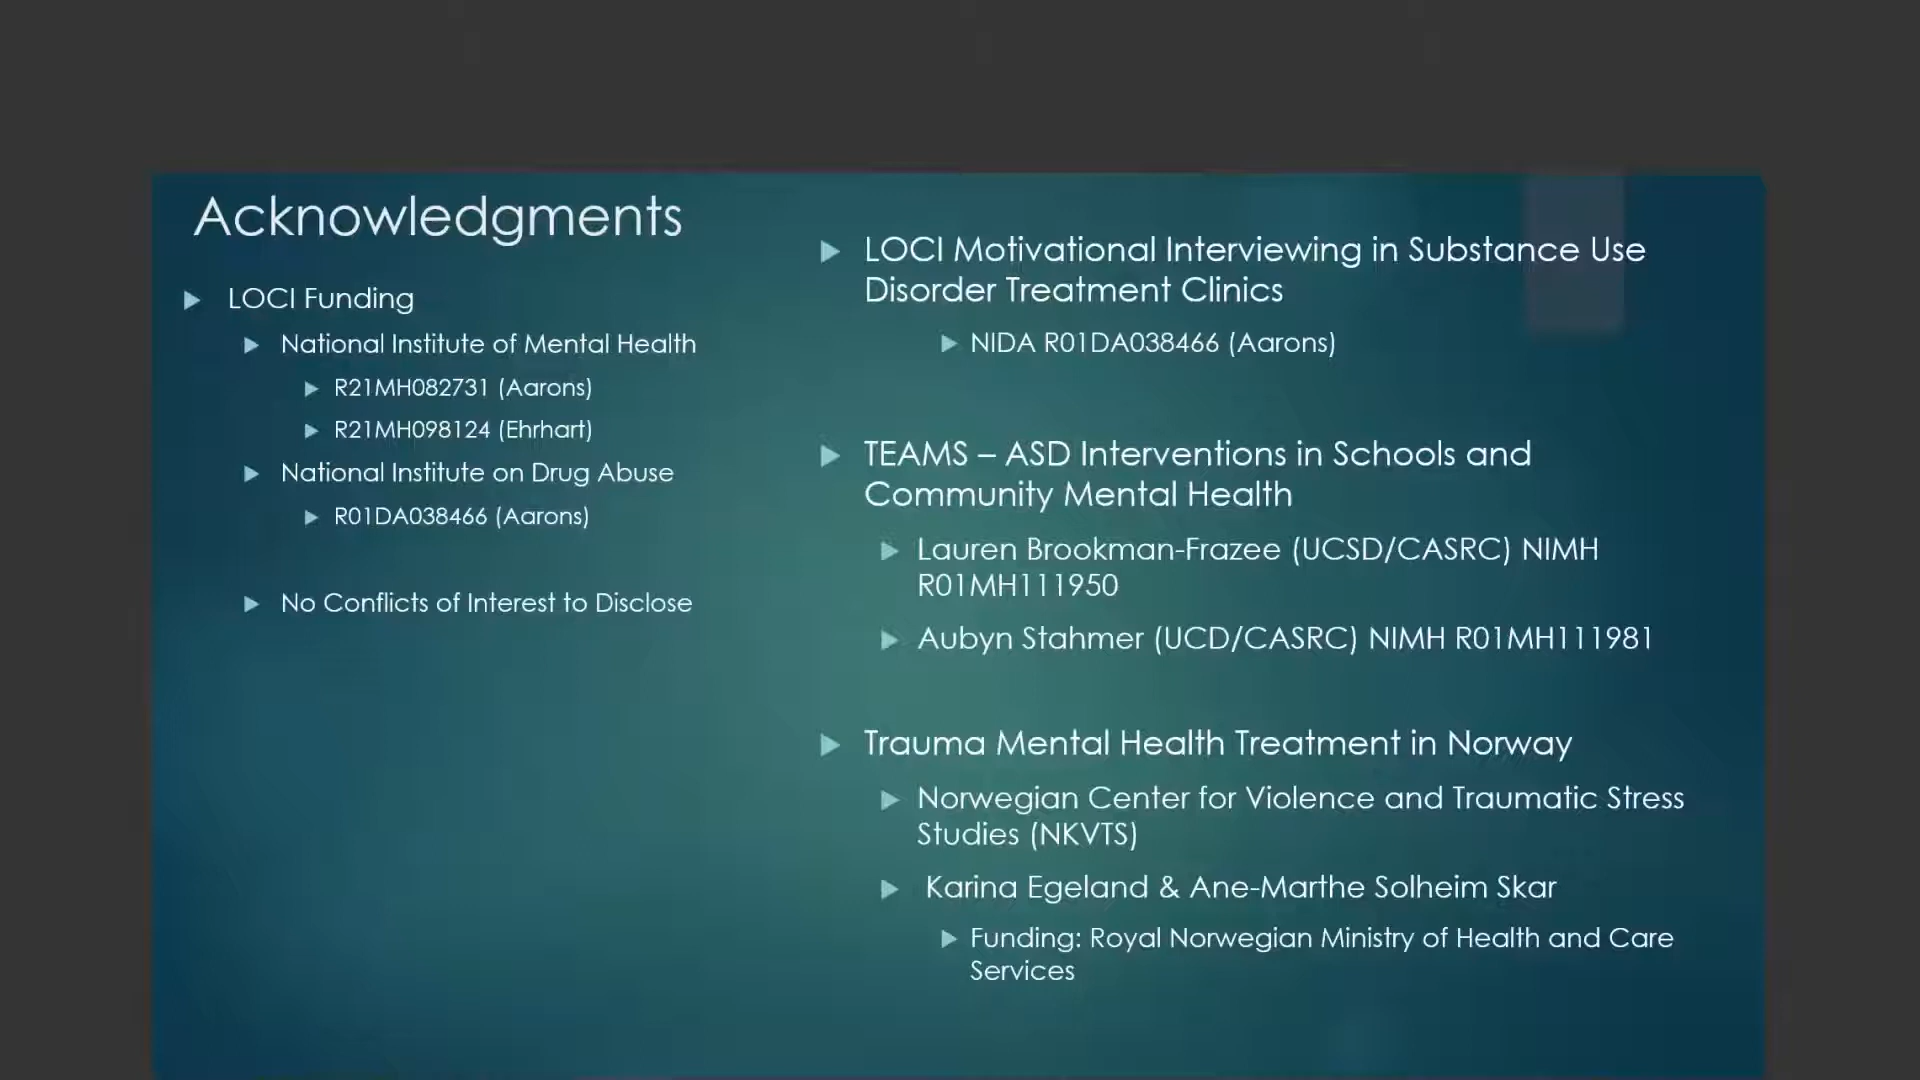 Acknowledgments
LOCI Funding
National Institute of Mental Health
R21MH082731 (Aarons)
R21MH098124 (Ehrhart)
National Institute on Drug Abuse
R01DA038466 (Aarons)
No Conflicts of Interest to Disclose
LOCI Motivational Interviewing in Substance Use
Disorder Treatment Clinics
NIDA R01DA038466 (Aarons)
TEAMS – ASD Interventions in Schools and
Community Mental Health
Lauren Brookman-Frazee (UCSD/CASRC) NIMH
R01MH111950
Aubyn Stahmer (UCD/CASRC) NIMH R01MH111981
Trauma Mental Health Treatment in Norway
Norwegian Center for Violence and Traumatic Stress
Studies (NKVTS)
Karina Egeland & Ane-Marthe Solheim Skar
Funding: Royal Norwegian Ministry of Health and Care
Services